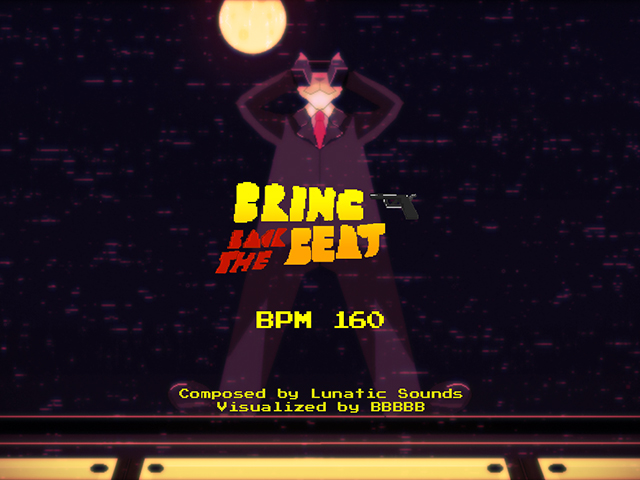 BRING
BACK
THE BEAT
BPM 160
Composed by Lunatic Sounds
Visualized by BBBBB